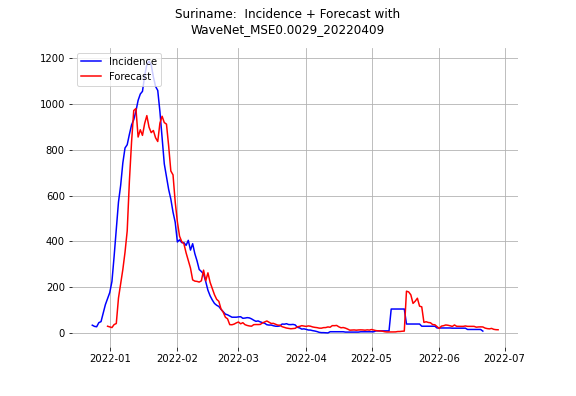 Suriname:  Incidence + Forecast with
WaveNet_MSE0.0029_20220409
Incidence
Forecast
1200
1000
800
600
400
200
0
2022-01 2022-02 2022-03 2022-04 2022-05 2022-06 2022-07